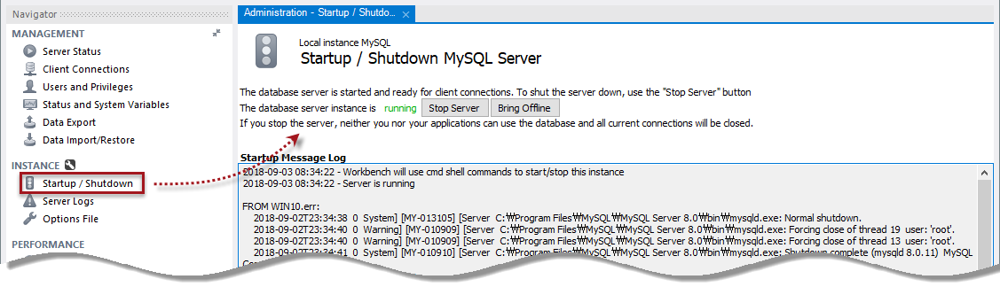 Navigator
MANAGEMENT
Server Status
Client Connections
Users and Privileges
Status and System Variables
Data Export
Data Import/Restore
INSTANCE
Startup / Shutdown
Server Logs
Options File
PERFORMANCE
Administration - Startup / Shutdo...
Local instance MySQL
Startup / Shutdown MySQL Server
The database server is started and ready for client connections. To shut the server down, use the "Stop Server" button
The database server instance is running Stop Server Bring Offline
If you stop the server, neither you nor your applications can use the database and all current connections will be closed.
Startup Message Log
2018-09-03 08:34:22 - Workbench will use cmd shell commands to start/stop this instance
2018-09-03 08:34:22 - Server is running
FROM WIN10.err:
2018-09-02T23:34:38 0 System] [MY-013105] [Server C:₩Program Files₩MySQL₩MySQL Server 8.0₩bin₩mysqld.exe: Normal shutdown.
2018-09-02T23:34:40 0 Warning] [MY-010909] [Server C:₩Program Files₩MySQL₩MySQL Server 8.0₩bin₩mysqld.exe: Forcing close of thread 19 user: 'root'.
2018-09-02T23:34:40 0 Warning] [MY-010909] [Server C:₩Program Files₩MySQL₩MySQL Server 8.0₩bin₩mysqld.exe: Forcing close of thread 13 user: 'root'.
2018-09-02T23:34:41 0 System] [MY-010910] [Server C:₩Program Files₩MySQL₩MySQL Server 8.0₩bin₩mysqld.exe: Shutdown complete (mysqld 8.0.11) MySQL